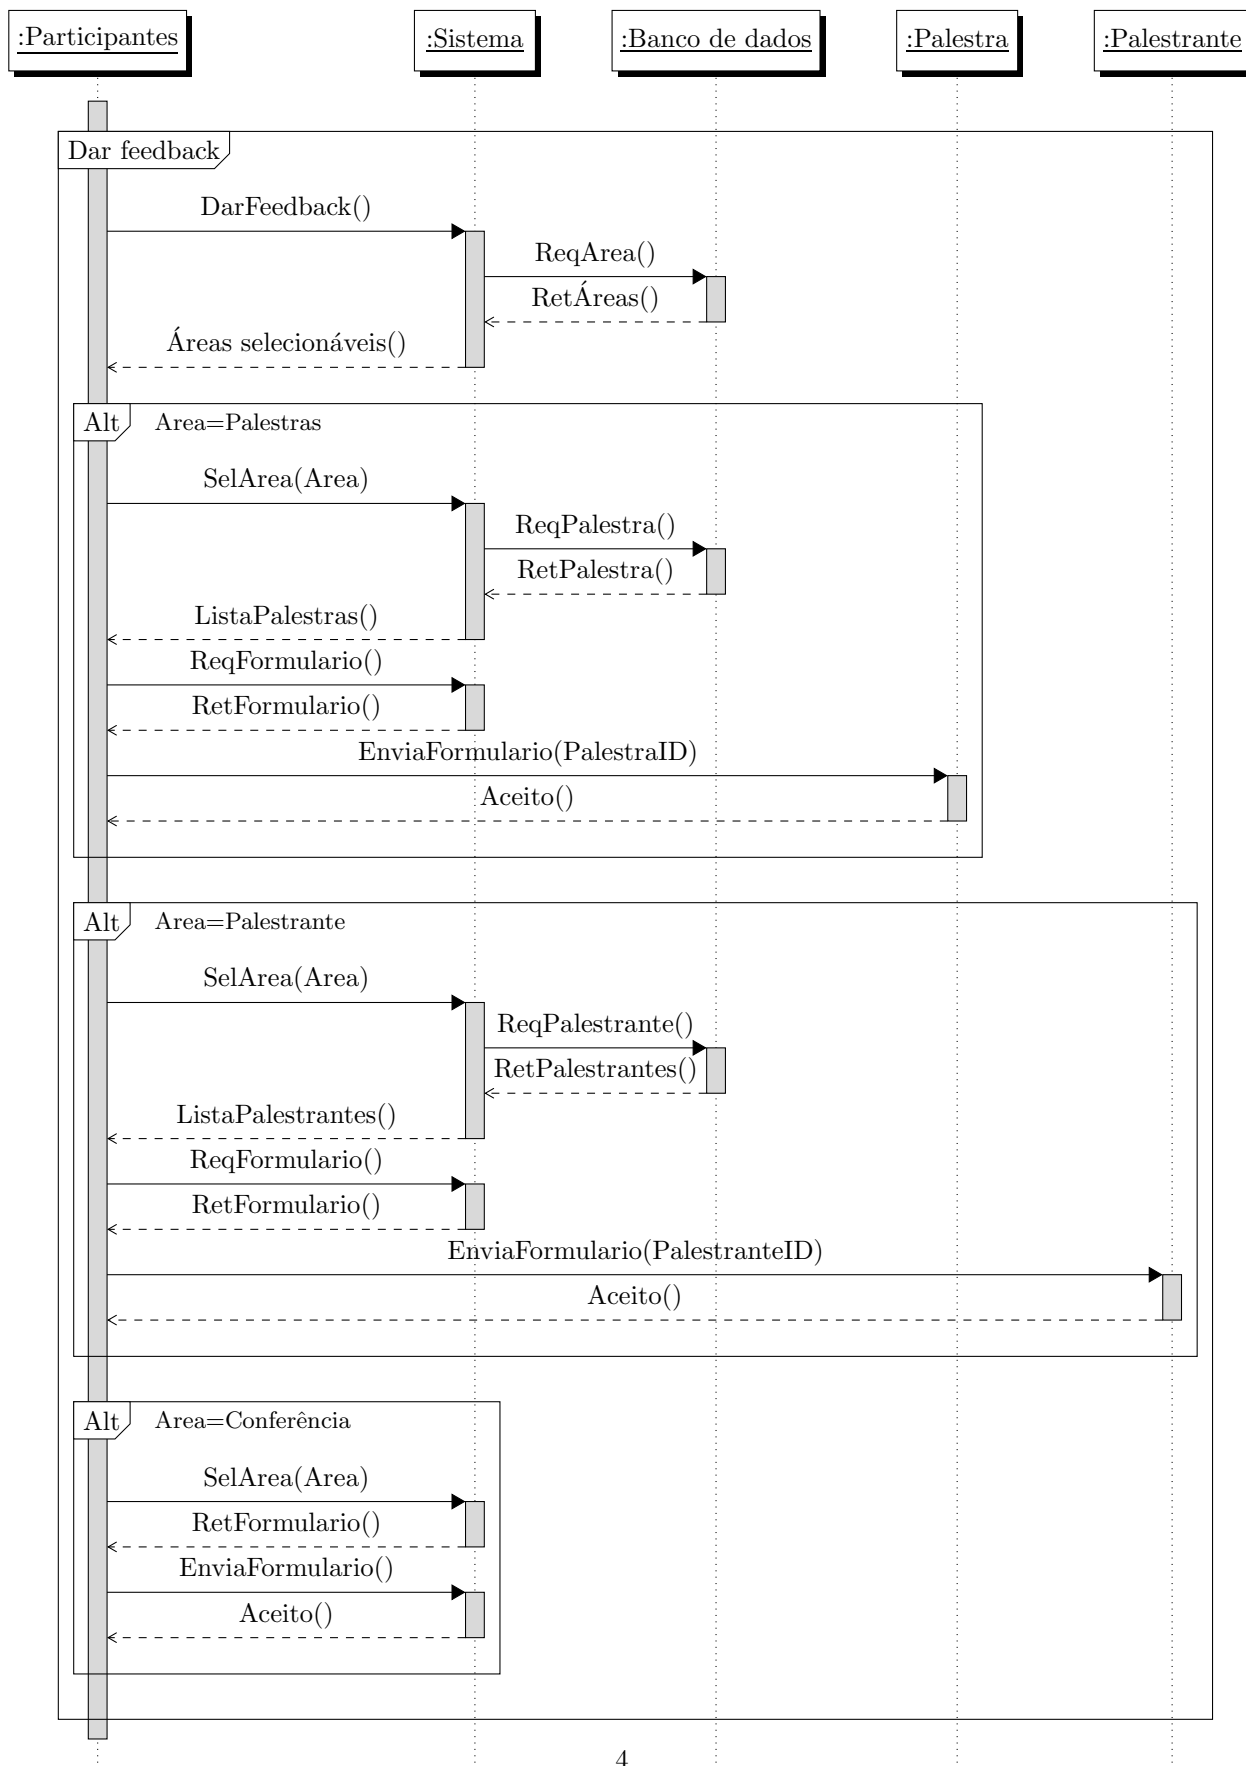 :Participantes
:Sistema
:Banco de dados
:Palestra
:Palestrante
Dar feedback
DarFeedback()
ReqArea()
RetÁreas()
Áreas selecionáveis()
Alt
Area=Palestras
SelArea(Area)
ReqPalestra()
RetPalestra()
ListaPalestras()
ReqFormulario()
RetFormulario()
EnviaFormulario(PalestraID)
Aceito()
Alt
Area=Palestrante
SelArea(Area)
ReqPalestrante()
RetPalestrantes()
ListaPalestrantes()
ReqFormulario()
RetFormulario()
EnviaFormulario(PalestranteID)
Aceito()
Alt
Area=Conferência
SelArea(Area)
RetFormulario()
EnviaFormulario()
Aceito()
4